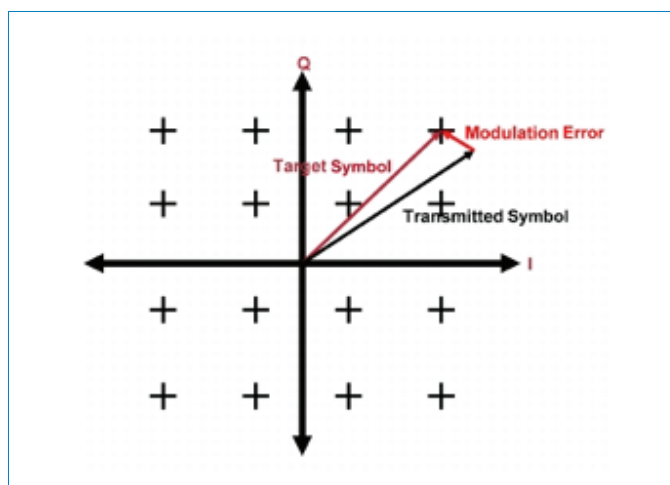 Q
Modulation Error
Target Symbol
Transmitted Symbol
I